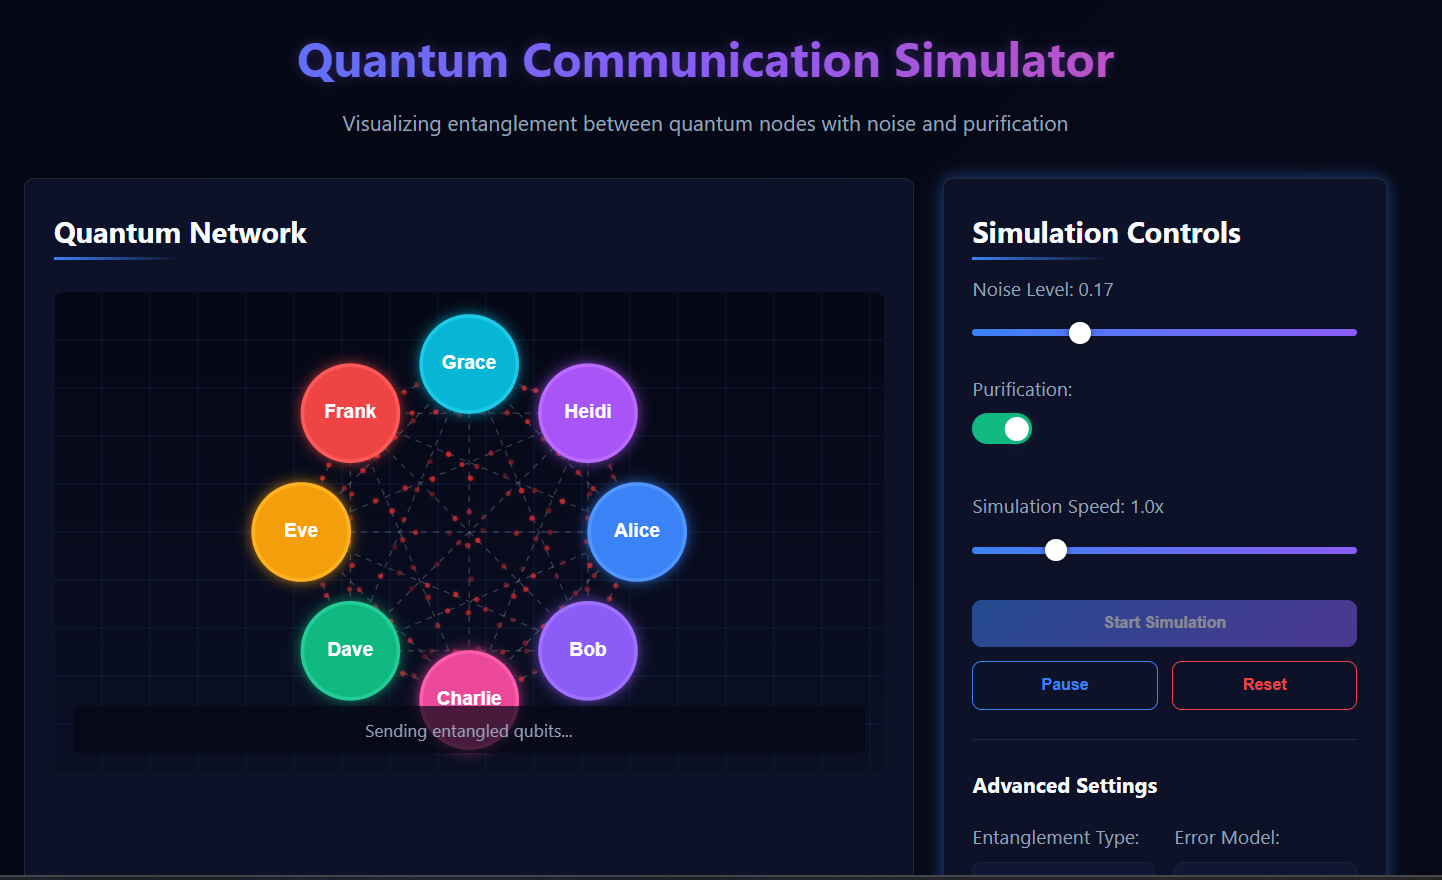 Quantum Communication Simulator
Visualizing entanglement between quantum nodes with noise and purification
Quantum Network
Grace
Frank
Heidi
Eve
Alice
Dave
Bob
Charlie
Sending entangled qubits...
Simulation Controls
Noise Level: 0.17
Purification:
Simulation Speed: 1.0x
Start Simulation
Pause
Reset
Advanced Settings
Entanglement Type:
Error Model: